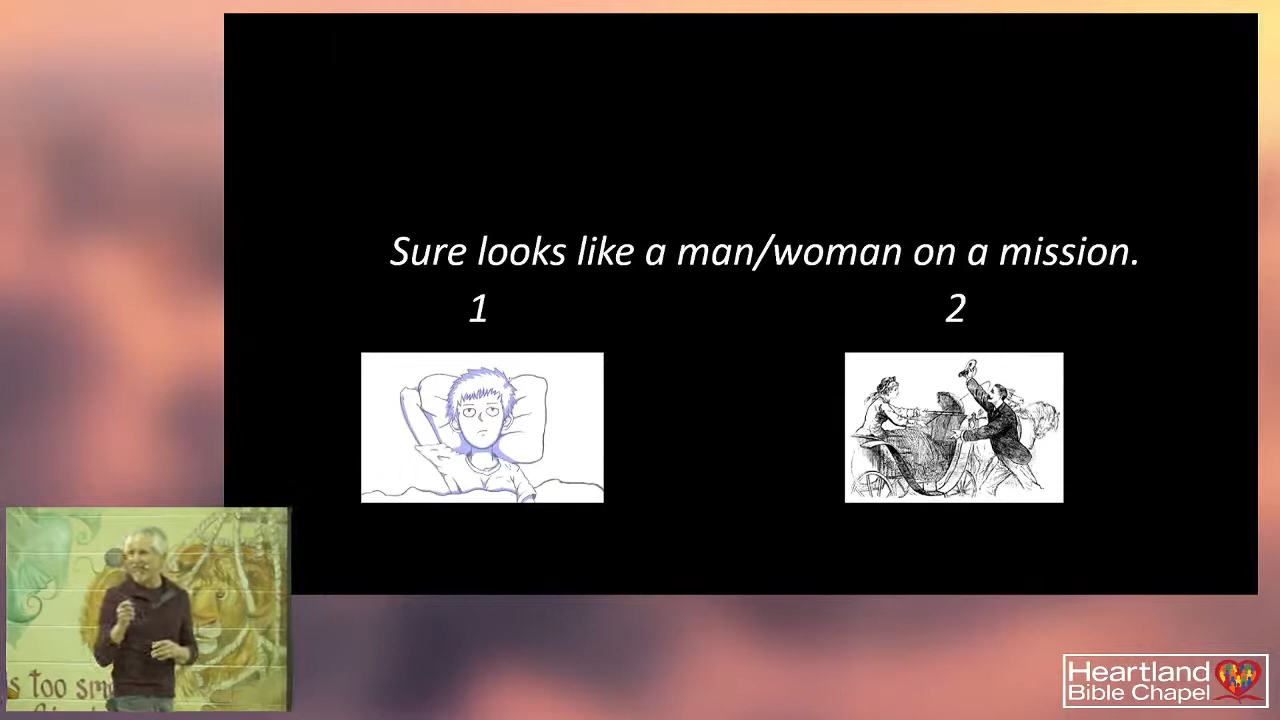 Sure looks like a man/woman on a mission.
1
2
s too sm
Heartland
Bible Chapel